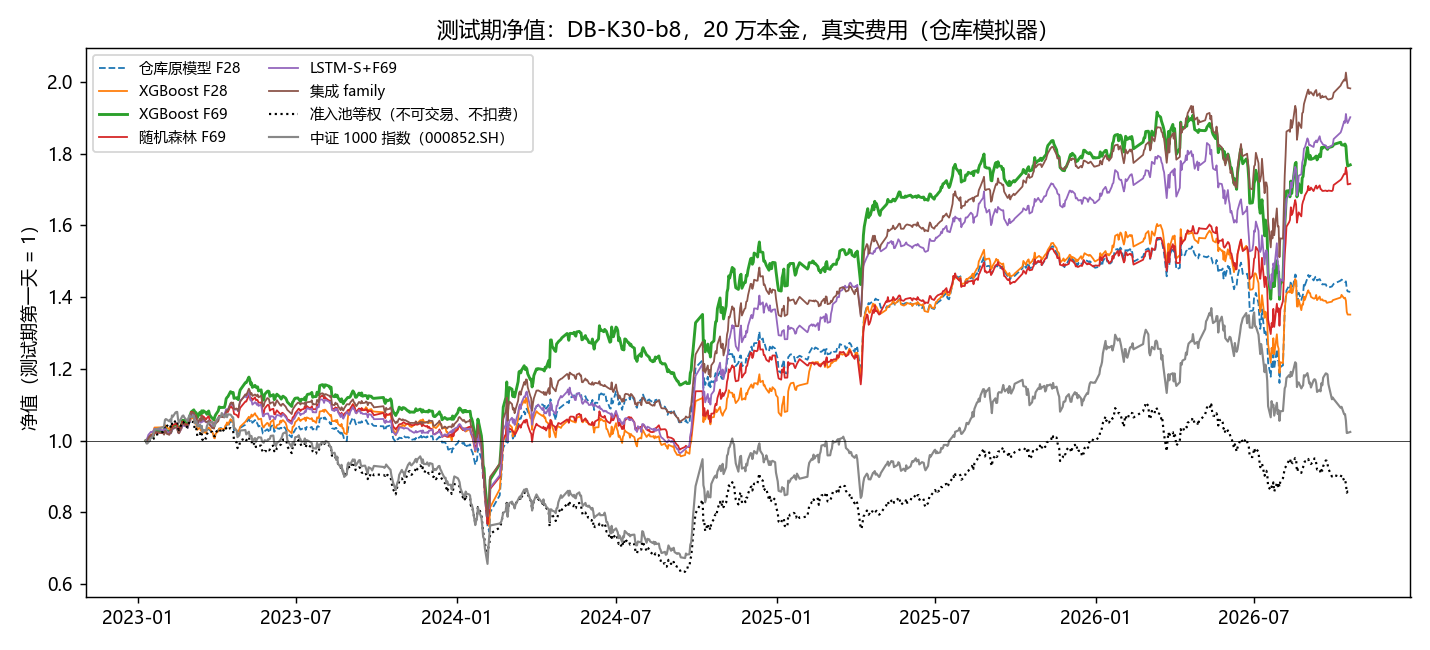 测试期净值：DB-K30-b8，20 万本金，真实费用（仓库模拟器）
净值（测试期第一天 = 1）
仓库原模型 F28
XGBoost F28
XGBoost F69
随机森林 F69
LSTM-S+F69
集成 family
准入池等权（不可交易、不扣费）
中证 1000 指数（000852.SH）
2.0
1.8
1.6
1.4
1.2
1.0
0.8
0.6
2023-01
2023-07
2024-01
2024-07
2025-01
2025-07
2026-01
2026-07